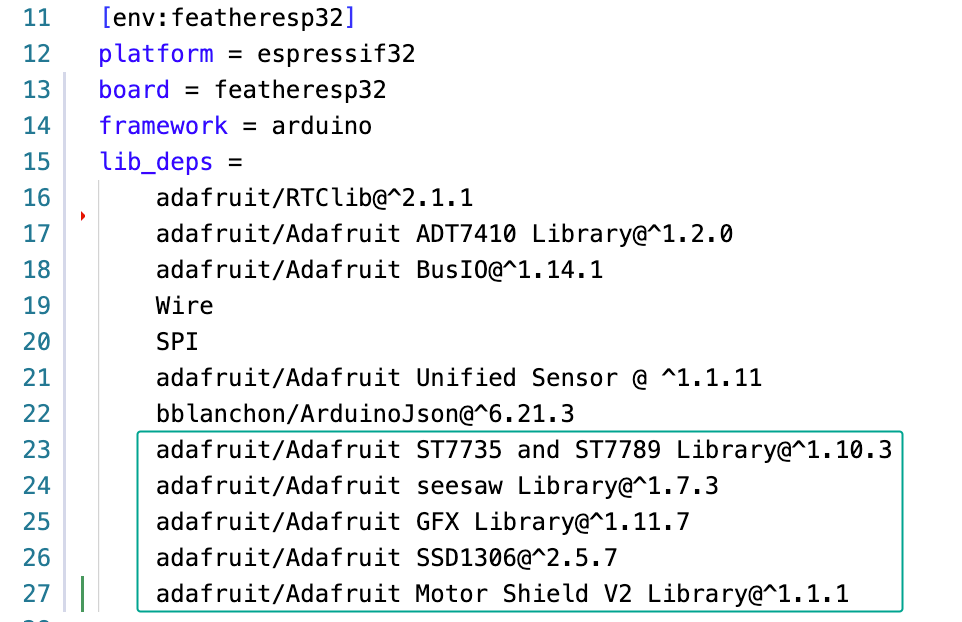 11 [env:featheresp32]
12 platform = espressif32
13 board = featheresp32
14 framework = arduino
15 lib_deps =
16 adafruit/RTClib@^2.1.1
17 adafruit/Adafruit ADT7410 Library@^1.2.0
18 adafruit/Adafruit BusIO@^1.14.1
19 Wire
20 SPI
21 adafruit/Adafruit Unified Sensor @ ^1.1.11
22 bblanchon/ArduinoJson@^6.21.3
23 adafruit/Adafruit ST7735 and ST7789 Library@^1.10.3
24 adafruit/Adafruit seesaw Library@^1.7.3
25 adafruit/Adafruit GFX Library@^1.11.7
26 adafruit/Adafruit SSD1306@^2.5.7
27 adafruit/Adafruit Motor Shield V2 Library@^1.1.1